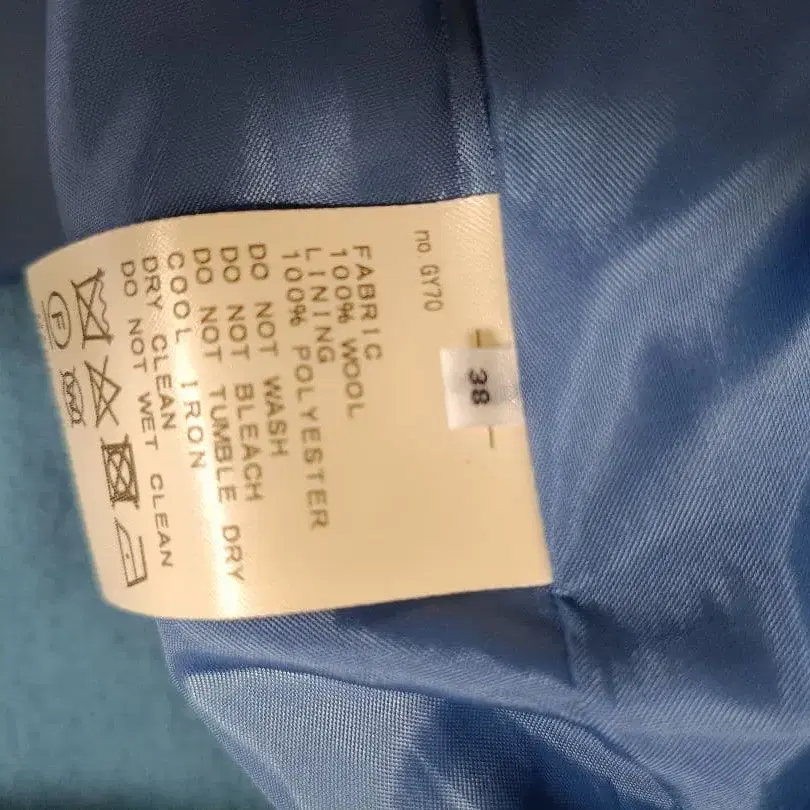 no. GY70
38
FABRIC
100% WOOL
LINING
100% POLYESTER
DO NOT WASH
DO NOT BLEACH
DO NOT TUMBLE DRY
COOL IRON
DRY CLEAN
DO NOT WET CLEAN
F